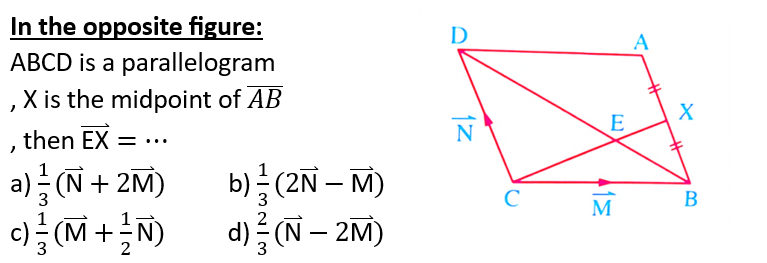 In the opposite figure:
ABCD is a parallelogram
, X is the midpoint of \overline{AB}
, then \overrightarrow{EX} = ⋯
a) \frac{1}{3}(\overrightarrow{N} + 2\overrightarrow{M}) b) \frac{1}{3}(2\overrightarrow{N} – \overrightarrow{M})
c) \frac{1}{3}(\overrightarrow{M} + \frac{1}{2}\overrightarrow{N}) d) \frac{2}{3}(\overrightarrow{N} – 2\overrightarrow{M})
D
A
X
E
\overrightarrow{N}
C
\overrightarrow{M}
B